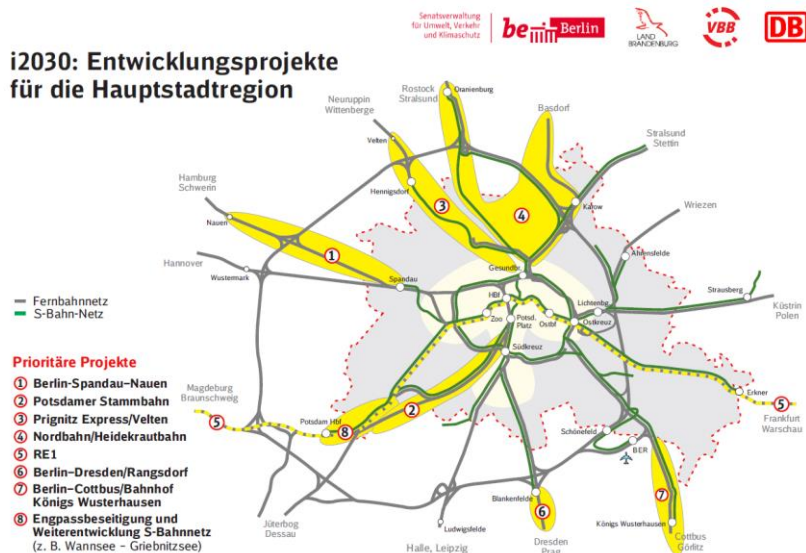 Senatsverwaltung
für Umwelt, Verkehr
und Klimaschutz
be Berlin
LAND
BRANDENBURG
VBB
DB
i2030: Entwicklungsprojekte
für die Hauptstadtregion
Rostock
Stralsund
Oranienburg
Neuruppin
Wittenberge
Basdorf
Velten
Stralsund
Stettin
Hamburg
Schwerin
Hennigsdorf
3
4
Karow
Wriezen
Nauen
1
Ahrensfelde
Hannover
Wustermark
Spandau
Gesundbr.
Strausberg
HBf
Lichtenbg.
Küstrin
Polen
Zoo
Potsd.
Platz
Ostbf
Ostkreuz
Südkreuz
Fernbahnnetz
S-Bahn-Netz
Prioritäre Projekte
1 Berlin-Spandau–Nauen
2 Potsdamer Stammbahn
3 Prignitz Express/Velten
4 Nordbahn/Heidekrautbahn
5 RE1
6 Berlin–Dresden/Rangsdorf
7 Berlin–Cottbus/Bahnhof
Königs Wusterhausen
8 Engpassbeseitigung und
Weiterentwicklung S-Bahnnetz
(z. B. Wannsee – Griebnitzsee)
Magdeburg
Braunschweig
5
Potsdam Hbf
8
2
Erkner
5
Frankfurt
Warschau
Schönefeld
BER
Blankenfelde
6
7
Königs Wusterhausen
Jüterbog
Dessau
Ludwigsfelde
Halle, Leipzig
Dresden
Prag
Cottbus
Görlitz